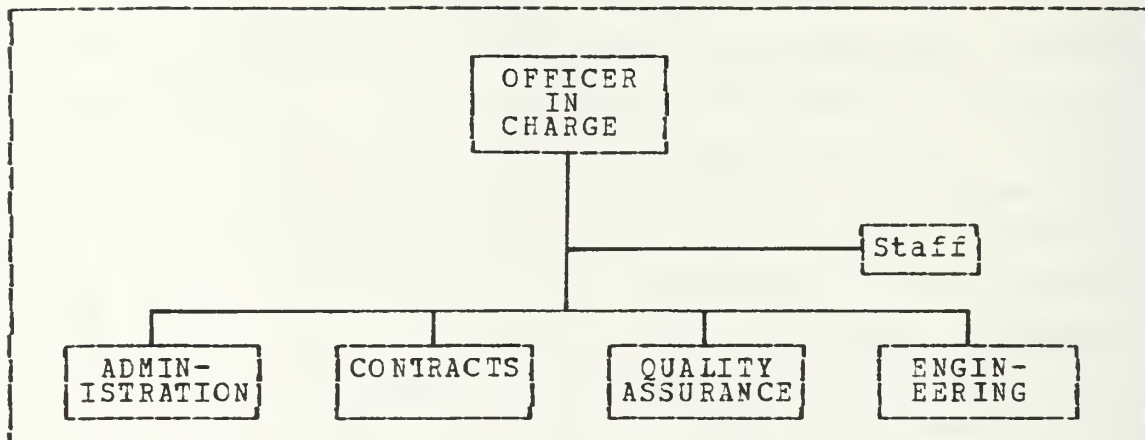 OFFICER
IN
CHARGE
Staff
ADMIN-
ISTRATION
CONTRACTS
QUALITY
ASSURANCE
ENGIN-
EERING